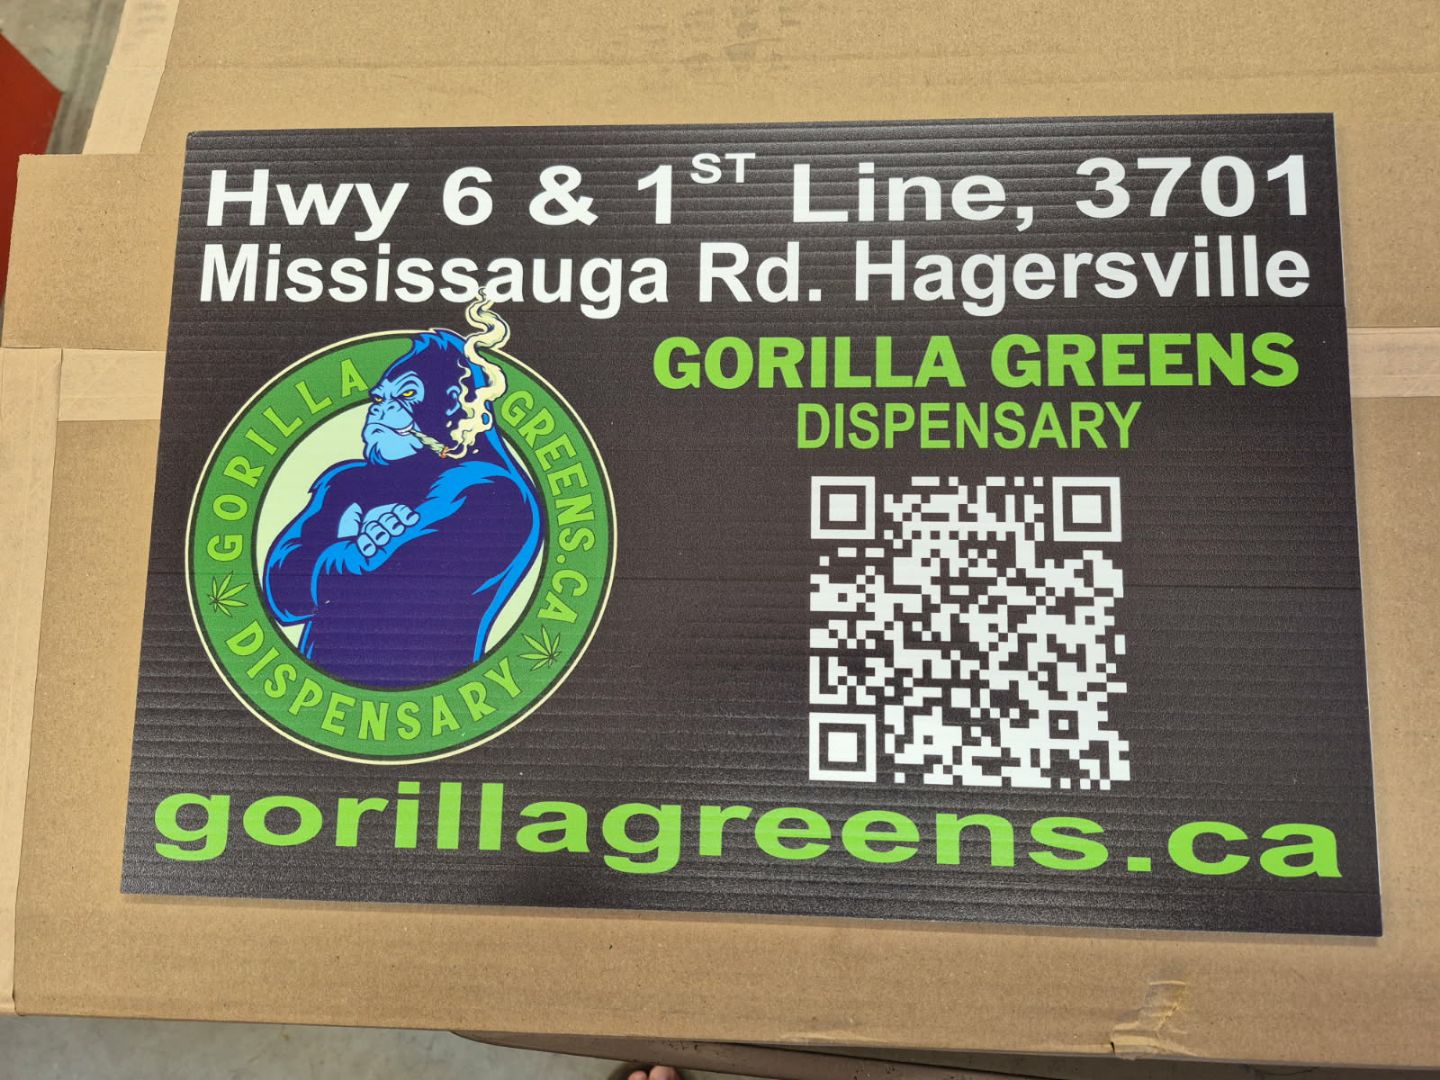 Hwy 6 & 1ST Line, 3701
Mississauga Rd. Hagersville
GORILLA GREENS
DISPENSARY
GORILLA GREENS.CA
DISPENSARY
gorillagreens.ca